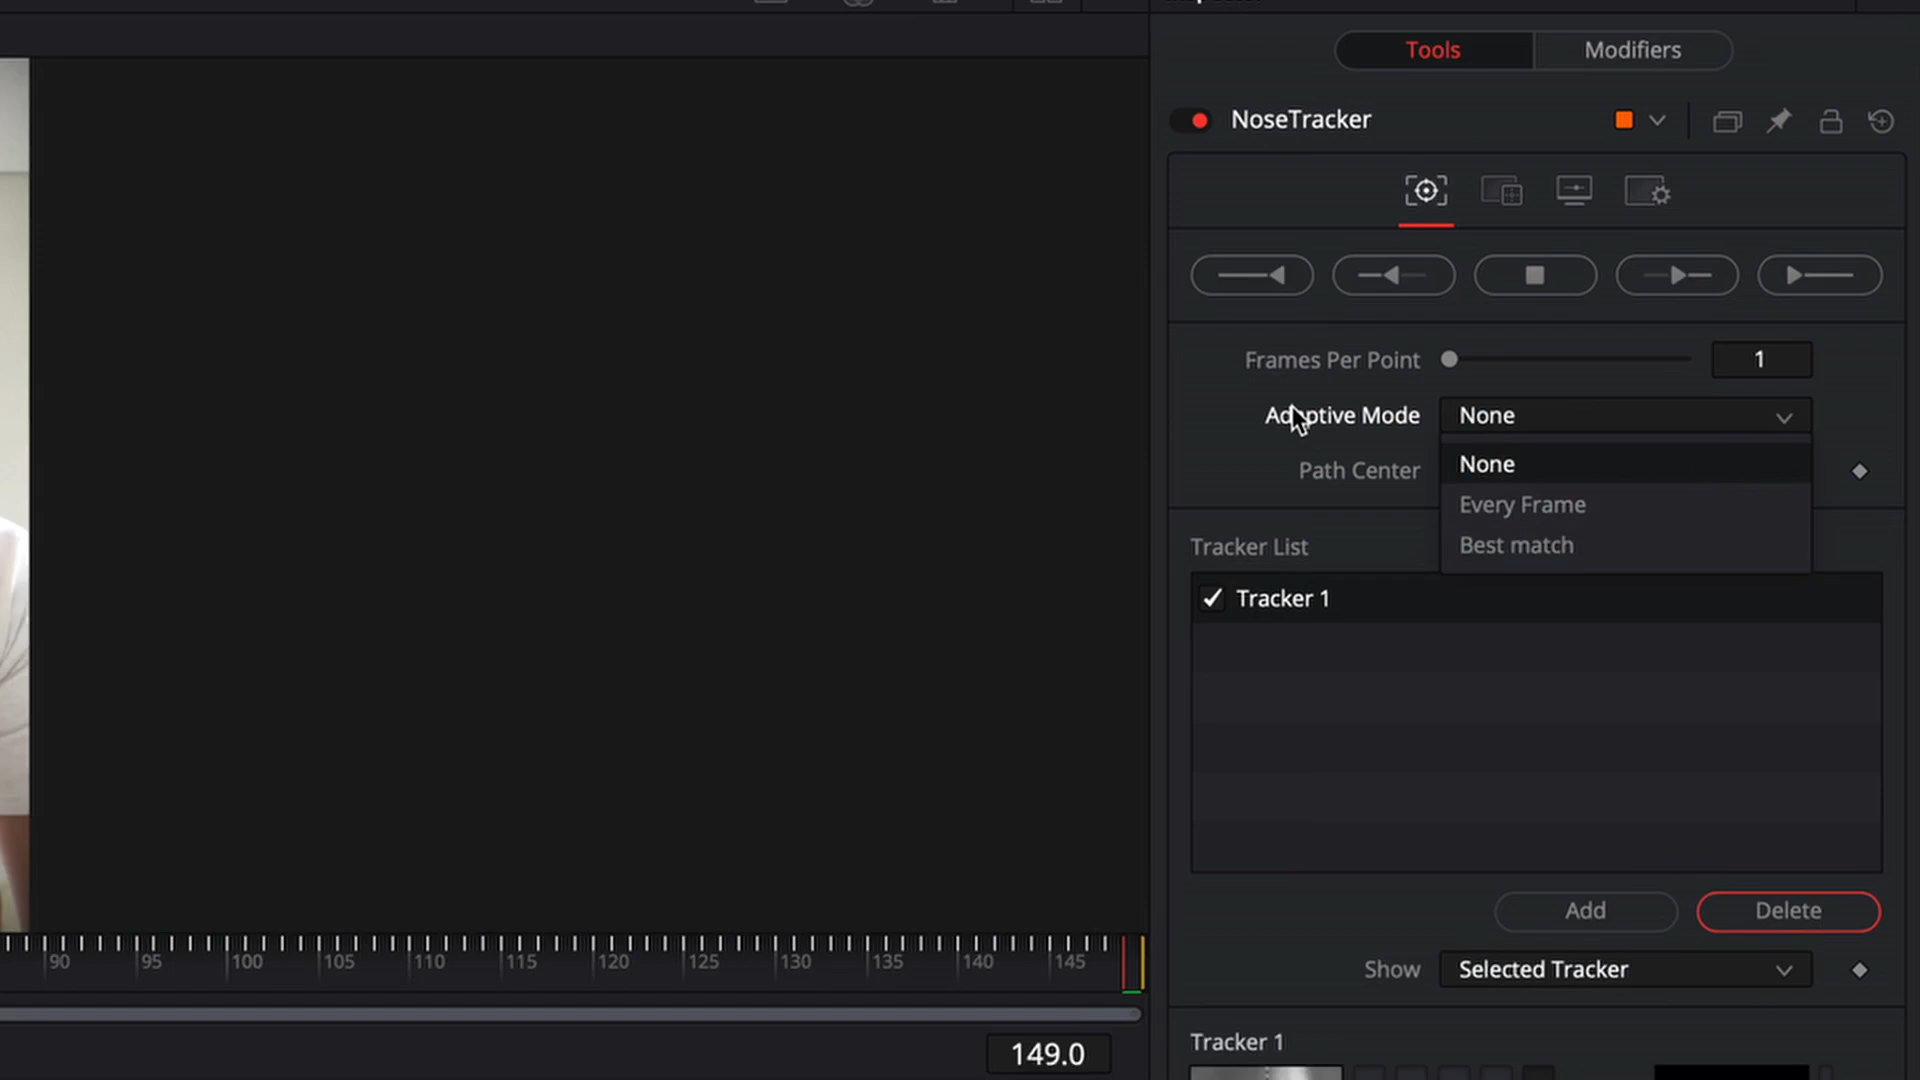 Tools
Modifiers
NoseTracker
Frames Per Point
1
Adaptive Mode
None
None
Path Center
Every Frame
Best match
Tracker List
Tracker 1
Add
Delete
90 95 100 105 110 115 120 125 130 135 140 145
Show
Selected Tracker
149.0
Tracker 1